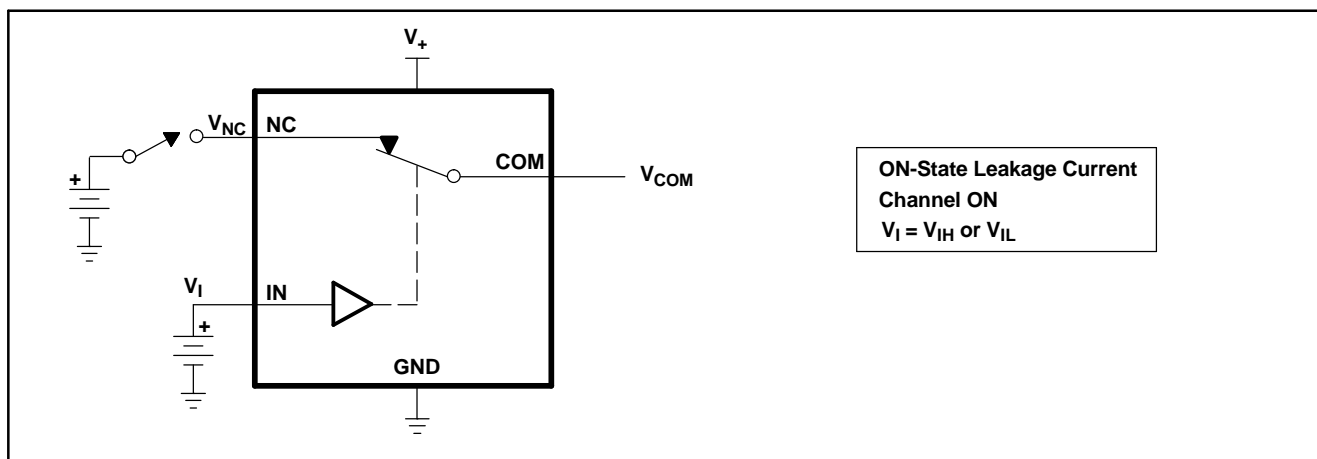 V+
VNC NC
COM
VCOM
+
VI IN
+
GND
ON-State Leakage Current
Channel ON
VI = VIH or VIL